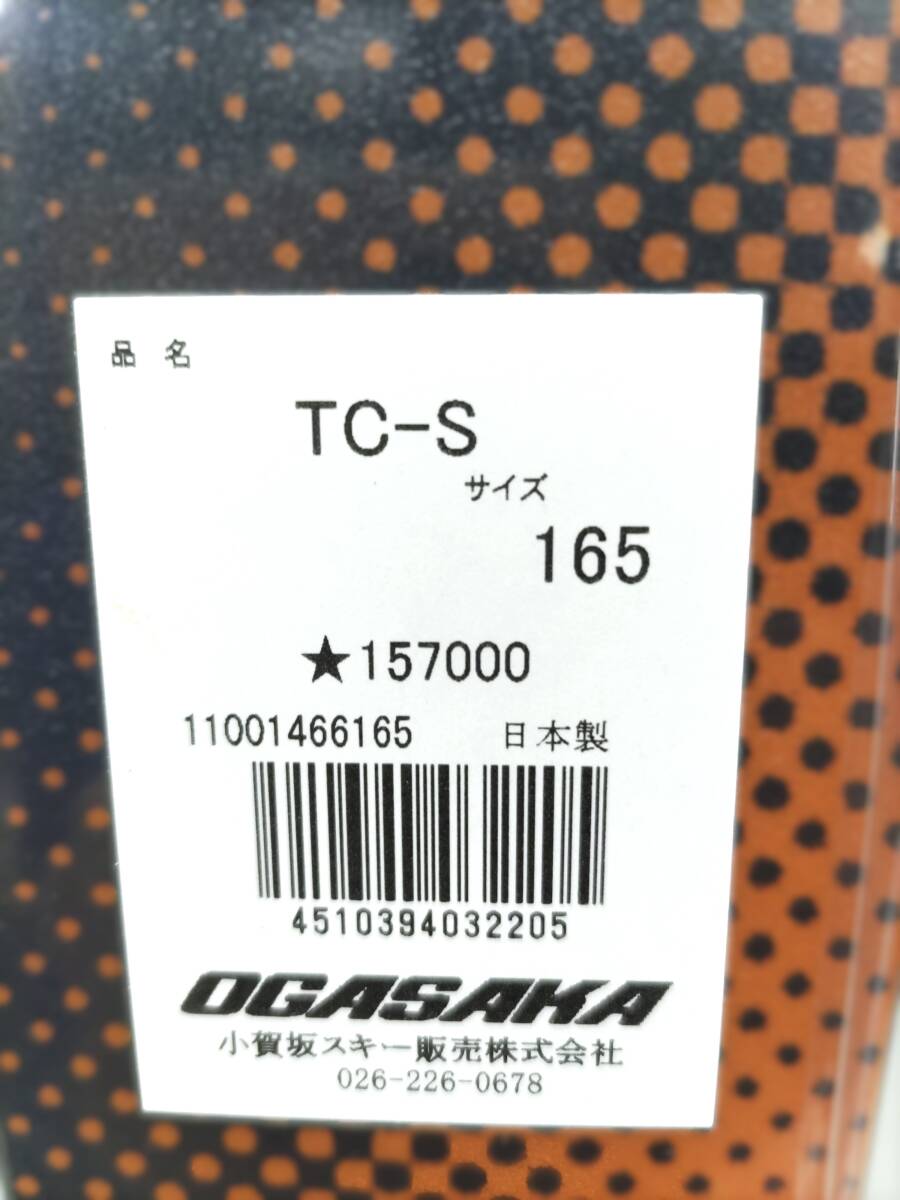 品 名
TC-S
サイズ
165
★157000
11001466165 日本製
4510394032205
OGASAKA
小賀坂スキー販売株式会社
026-226-0678